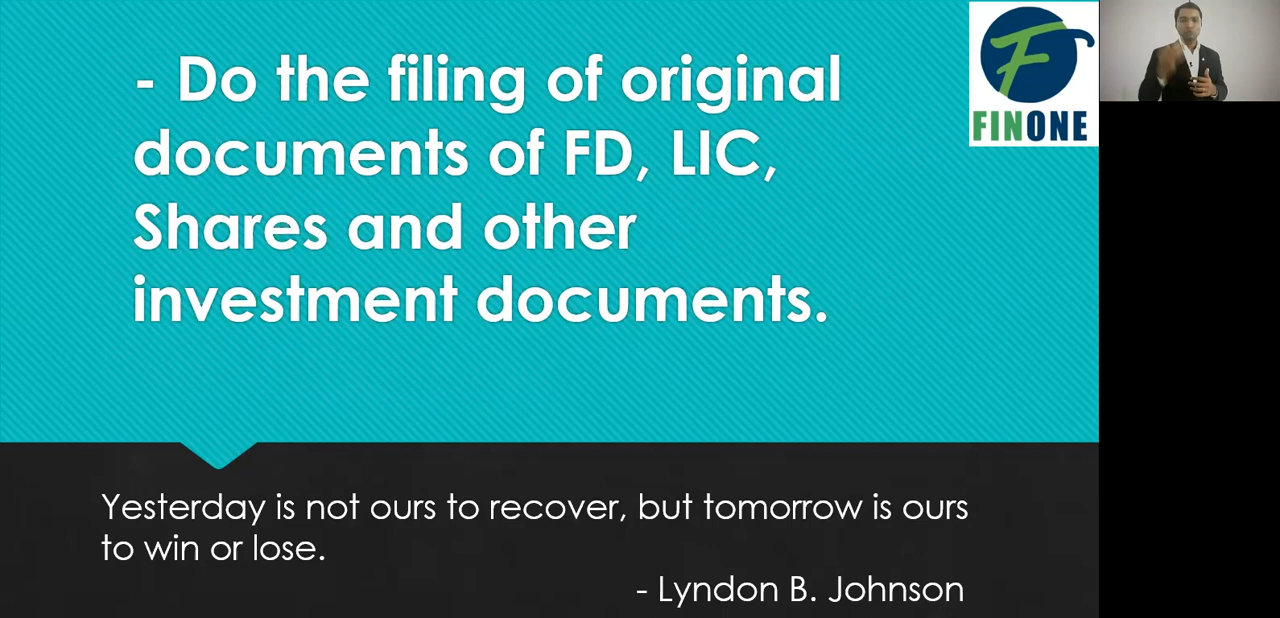 - Do the filing of original
documents of FD, LIC,
Shares and other
investment documents.
FINONE
Yesterday is not ours to recover, but tomorrow is ours
to win or lose.
- Lyndon B. Johnson